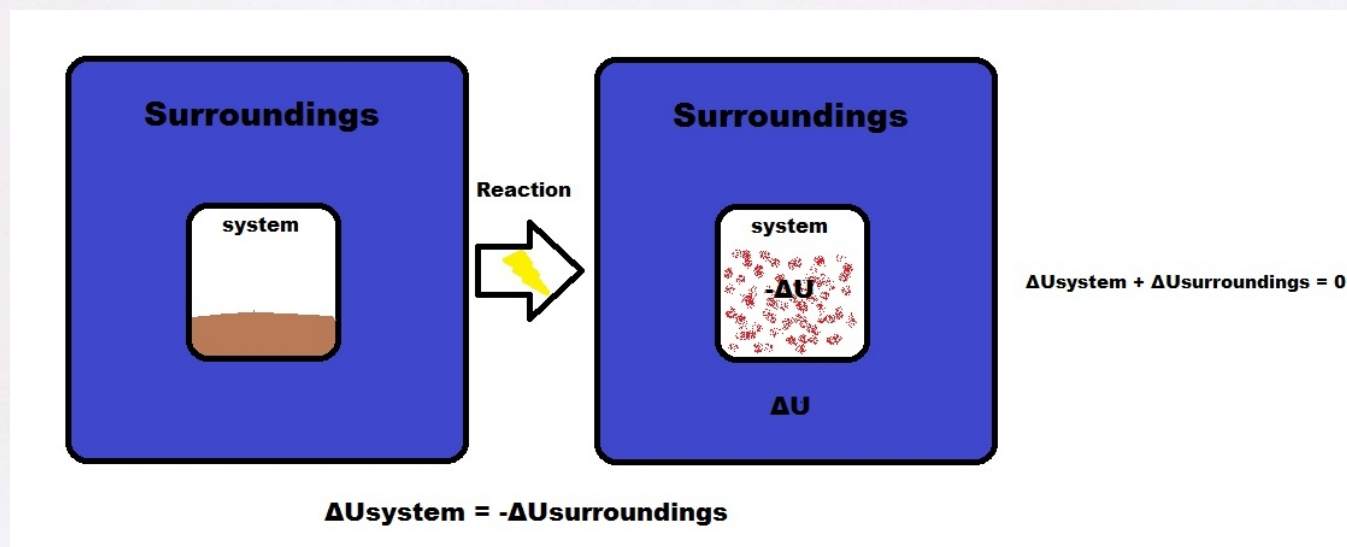 Surroundings
system
Reaction
Surroundings
system
-ΔU
ΔU
ΔUsystem + ΔUsurroundings = 0
ΔUsystem = -ΔUsurroundings